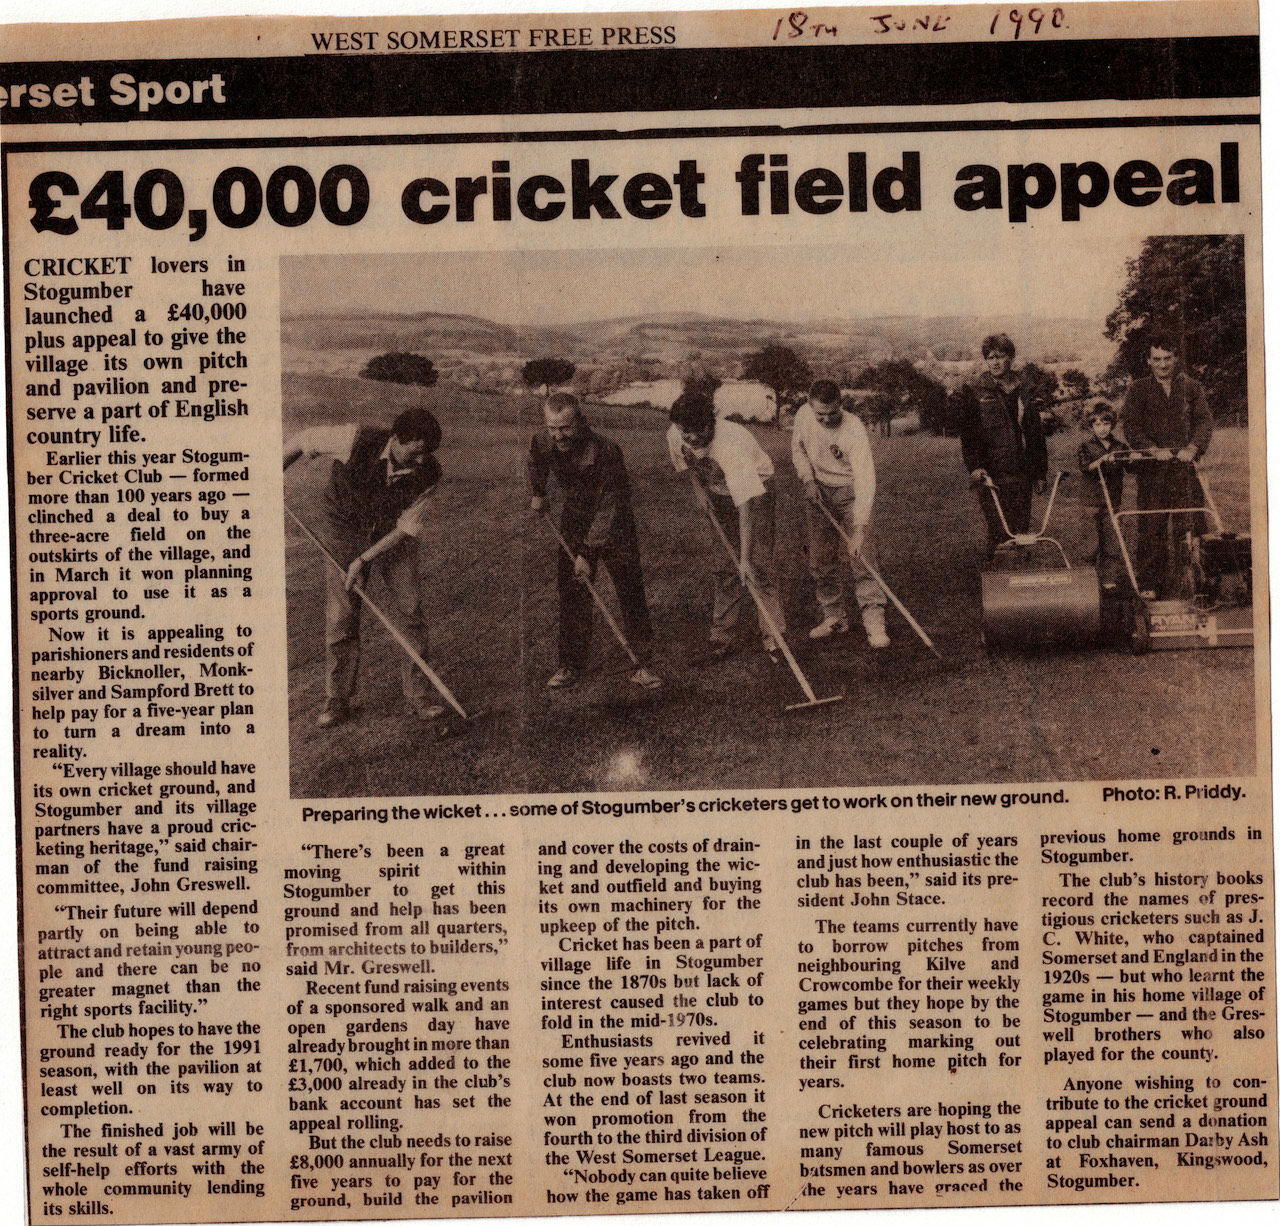 WEST SOMERSET FREE PRESS
18TH JUNE 1990.
erset Sport
£40,000 cricket field appeal
CRICKET lovers in
Stogumber have
launched a £40,000
plus appeal to give the
village its own pitch
and pavilion and pre-
serve a part of English
country life.
Earlier this year Stogum-
ber Cricket Club — formed
more than 100 years ago —
clinched a deal to buy a
three-acre field on the
outskirts of the village, and
in March it won planning
approval to use it as a
sports ground.
Now it is appealing to
parishioners and residents of
nearby Bicknoller, Monk-
silver and Sampford Brett to
help pay for a five-year plan
to turn a dream into a
reality.
“Every village should have
its own cricket ground, and
Stogumber and its village
partners have a proud cric-
keting heritage,” said chair-
man of the fund raising
committee, John Greswell.
“Their future will depend
partly on being able to
attract and retain young peo-
ple and there can be no
greater magnet than the
right sports facility.”
The club hopes to have the
ground ready for the 1991
season, with the pavilion at
least well on its way to
completion.
The finished job will be
the result of a vast army of
self-help efforts with the
whole community lending
its skills.
RYAN
Preparing the wicket . . . some of Stogumber's cricketers get to work on their new ground.
Photo: R. Priddy.
“There's been a great
moving spirit within
Stogumber to get this
ground and help has been
promised from all quarters,
from architects to builders,”
said Mr. Greswell.
Recent fund raising events
of a sponsored walk and an
open gardens day have
already brought in more than
£1,700, which added to the
£3,000 already in the club's
bank account has set the
appeal rolling.
But the club needs to raise
£8,000 annually for the next
five years to pay for the
ground, build the pavilion
and cover the costs of drain-
ing and developing the wic-
ket and outfield and buying
its own machinery for the
upkeep of the pitch.
Cricket has been a part of
village life in Stogumber
since the 1870s but lack of
interest caused the club to
fold in the mid-1970s.
Enthusiasts revived it
some five years ago and the
club now boasts two teams.
At the end of last season it
won promotion from the
fourth to the third division of
the West Somerset League.
“Nobody can quite believe
how the game has taken off
in the last couple of years
and just how enthusiastic the
club has been,” said its pre-
sident John Stace.
The teams currently have
to borrow pitches from
neighbouring Kilve and
Crowcombe for their weekly
games but they hope by the
end of this season to be
celebrating marking out
their first home pitch for
years.
Cricketers are hoping the
new pitch will play host to as
many famous Somerset
batsmen and bowlers as over
the years have graced the
previous home grounds in
Stogumber.
The club's history books
record the names of pres-
tigious cricketers such as J.
C. White, who captained
Somerset and England in the
1920s — but who learnt the
game in his home village of
Stogumber — and the Gres-
well brothers who also
played for the county.
Anyone wishing to con-
tribute to the cricket ground
appeal can send a donation
to club chairman Darby Ash
at Foxhaven, Kingswood,
Stogumber.